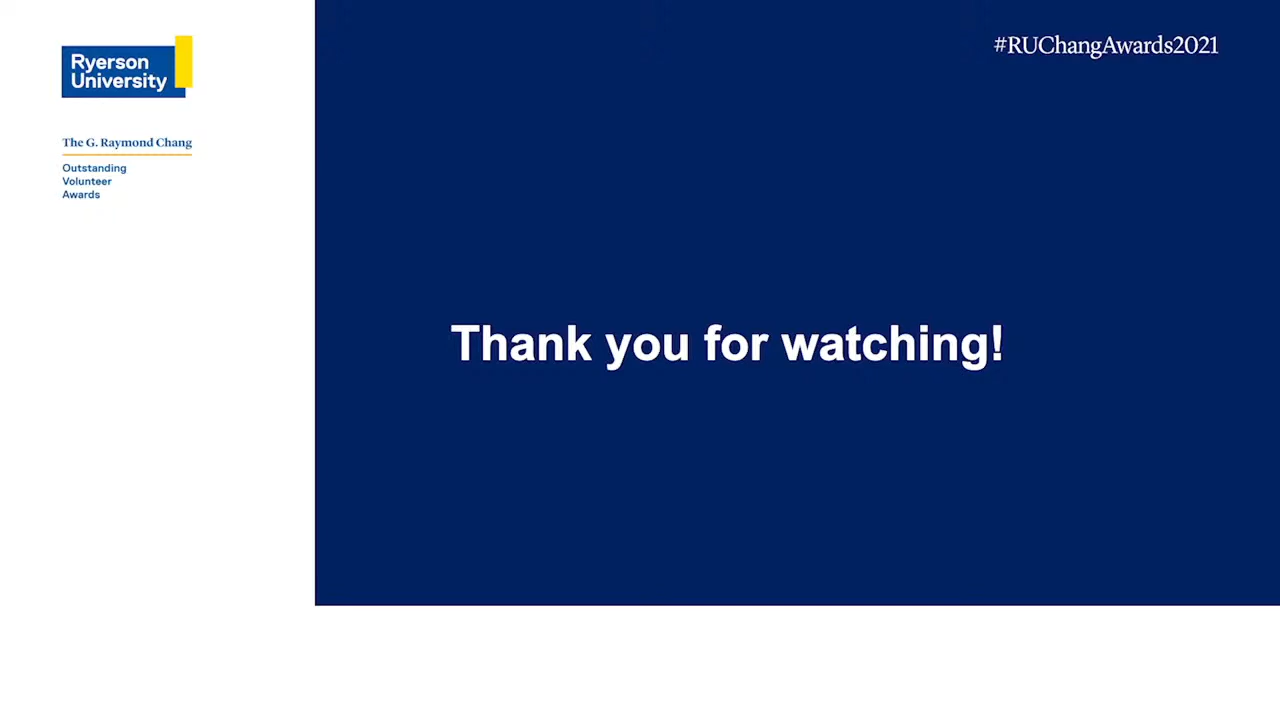 Ryerson
University
The G. Raymond Chang
Outstanding
Volunteer
Awards
#RUChangAwards2021
Thank you for watching!